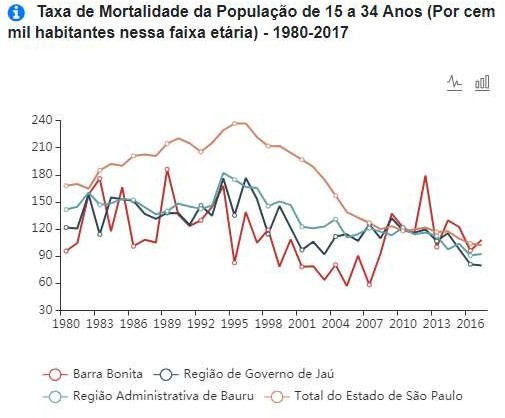 Taxa de Mortalidade da População de 15 a 34 Anos (Por cem
mil habitantes nessa faixa etária) - 1980-2017
240
210
180
150
120
90
60
30
1980 1983 1986 1989 1992 1995 1998 2001 2004 2007 2010 2013 2016
Barra Bonita Região de Governo de Jaú
Região Administrativa de Bauru Total do Estado de São Paulo